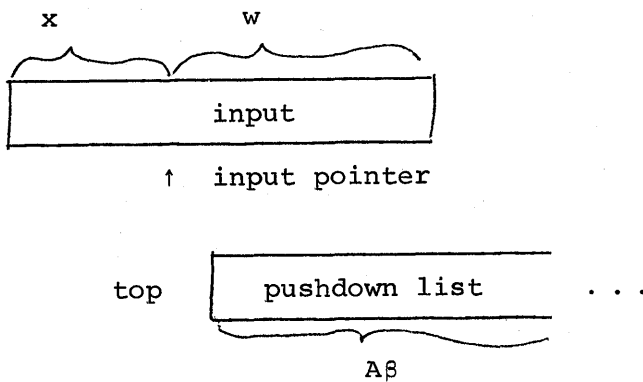 x w
input
↑ input pointer
top pushdown list . . .
Aβ